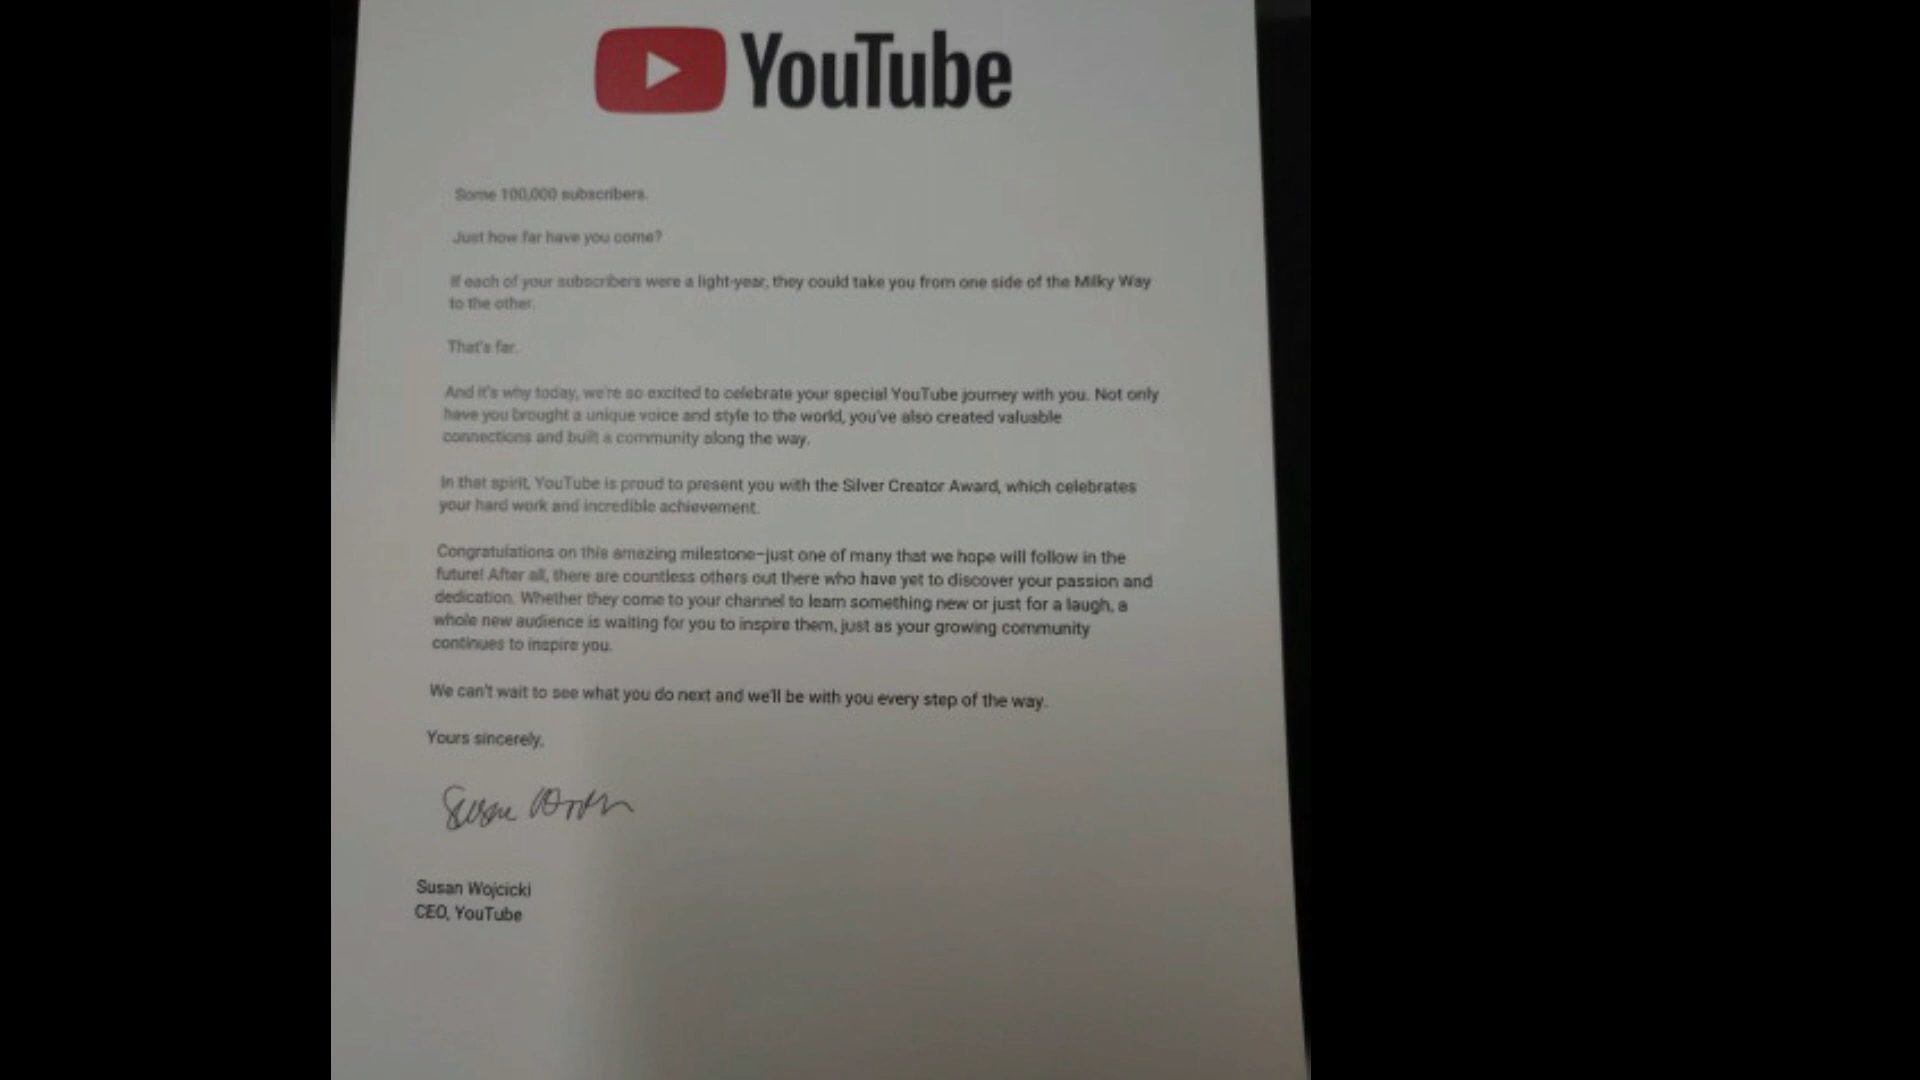 YouTube
Some 100,000 subscribers.
Just how far have you come?
If each of your subscribers were a light-year, they could take you from one side of the Milky Way
to the other.
That's far.
And it's why today, we're so excited to celebrate your special YouTube journey with you. Not only
have you brought a unique voice and style to the world, you've also created valuable
connections and built a community along the way.
In that spirit, YouTube is proud to present you with the Silver Creator Award, which celebrates
your hard work and incredible achievement.
Congratulations on this amazing milestone–just one of many that we hope will follow in the
future! After all, there are countless others out there who have yet to discover your passion and
dedication. Whether they come to your channel to learn something new or just for a laugh, a
whole new audience is waiting for you to inspire them, just as your growing community
continues to inspire you.
We can't wait to see what you do next and we'll be with you every step of the way.
Yours sincerely,
Susan Wojcicki
CEO, YouTube